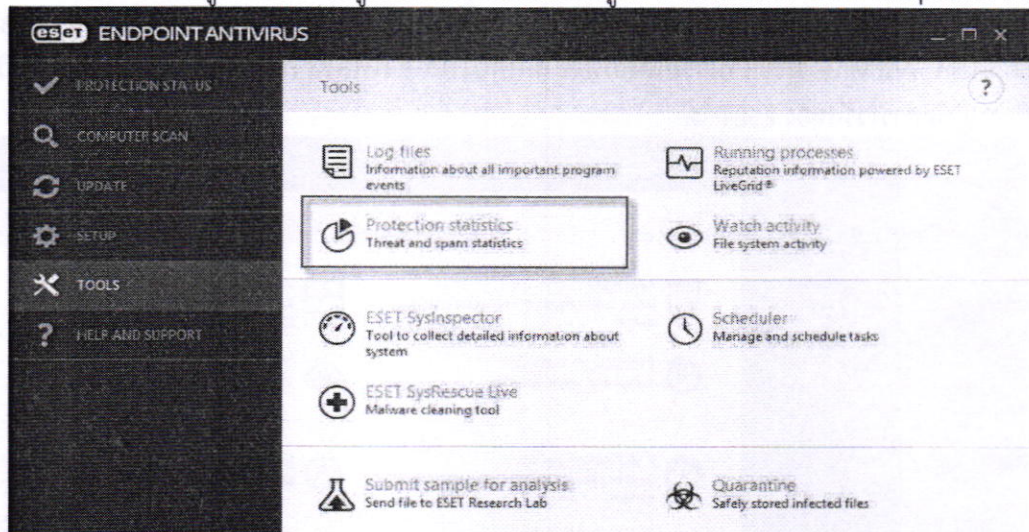 eset ENDPOINT ANTIVIRUS
PROTECTION STATUS
COMPUTER SCAN
UPDATE
SETUP
TOOLS
HELP AND SUPPORT
Tools
?
Log files
Information about all important program
events
Running processes
Reputation information powered by ESET
LiveGrid®
Protection statistics
Threat and spam statistics
Watch activity
File system activity
ESET SysInspector
Tool to collect detailed information about
system
Scheduler
Manage and schedule tasks
ESET SysRescue Live
Malware cleaning tool
Submit sample for analysis
Send file to ESET Research Lab
Quarantine
Safely stored infected files